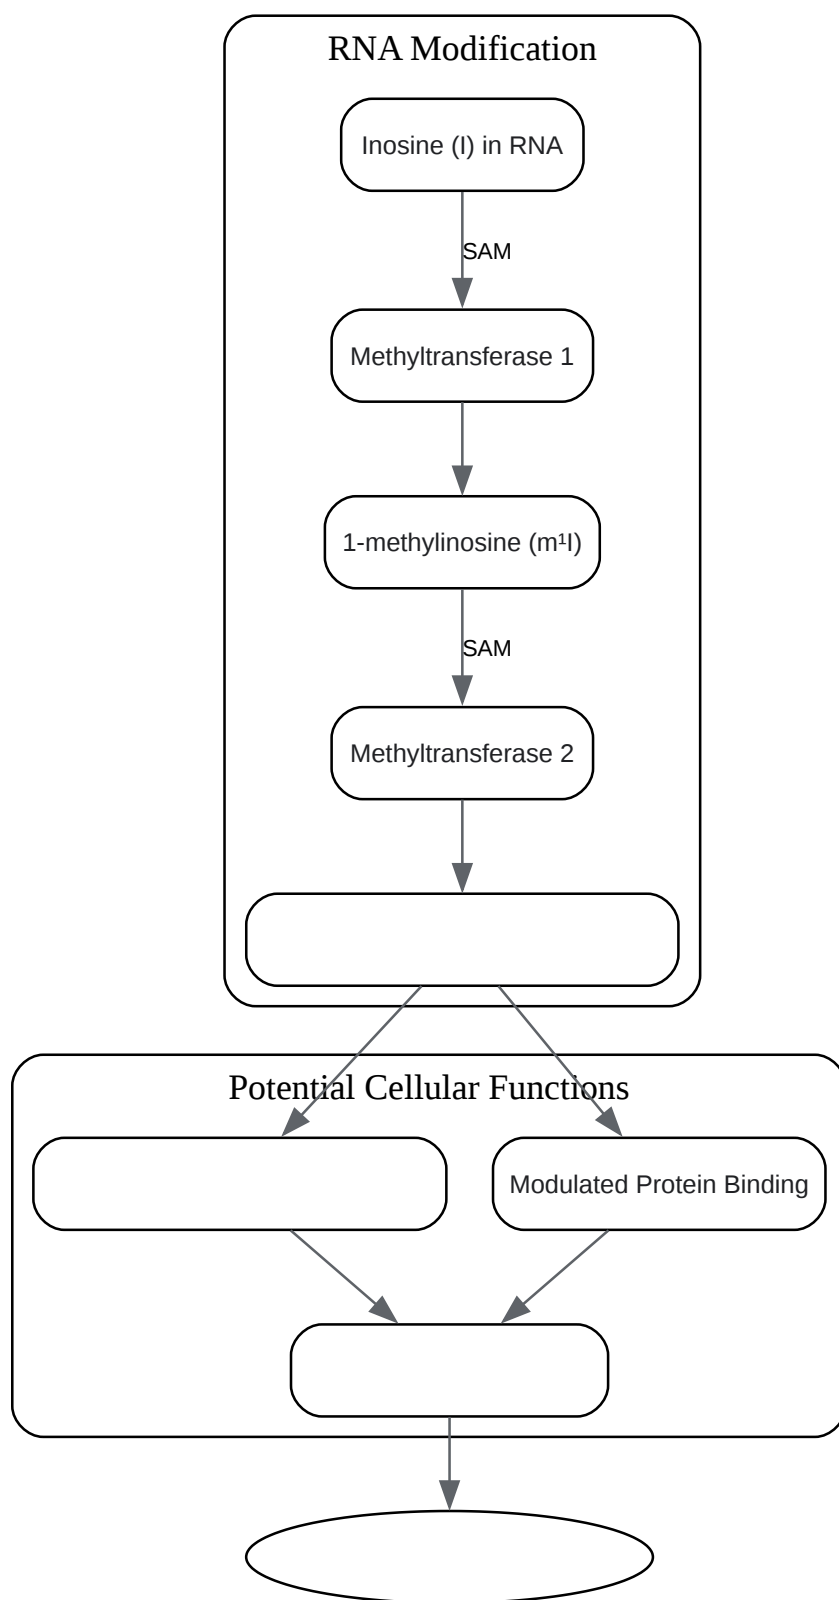 RNA Modification
Inosine (I) in RNA
SAM
Methyltransferase 1
1-methylinosine (m¹I)
SAM
Methyltransferase 2
Potential Cellular Functions
Modulated Protein Binding